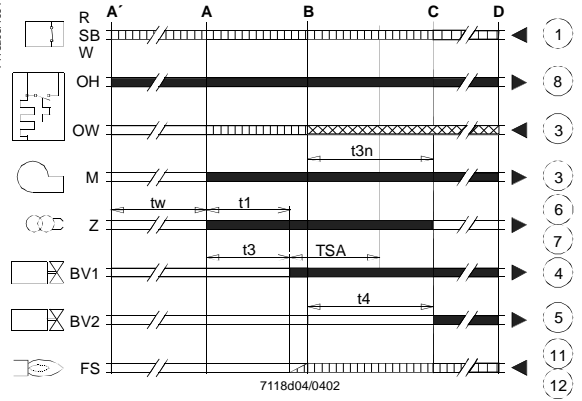 A´ A B C D
R
SB 1
W
OH 8
OW 3
t3n
M 3
tw t1 6
Z 7
t3 TSA
BV1 4
t4
BV2 5
FS 11
12
7118d04/0402